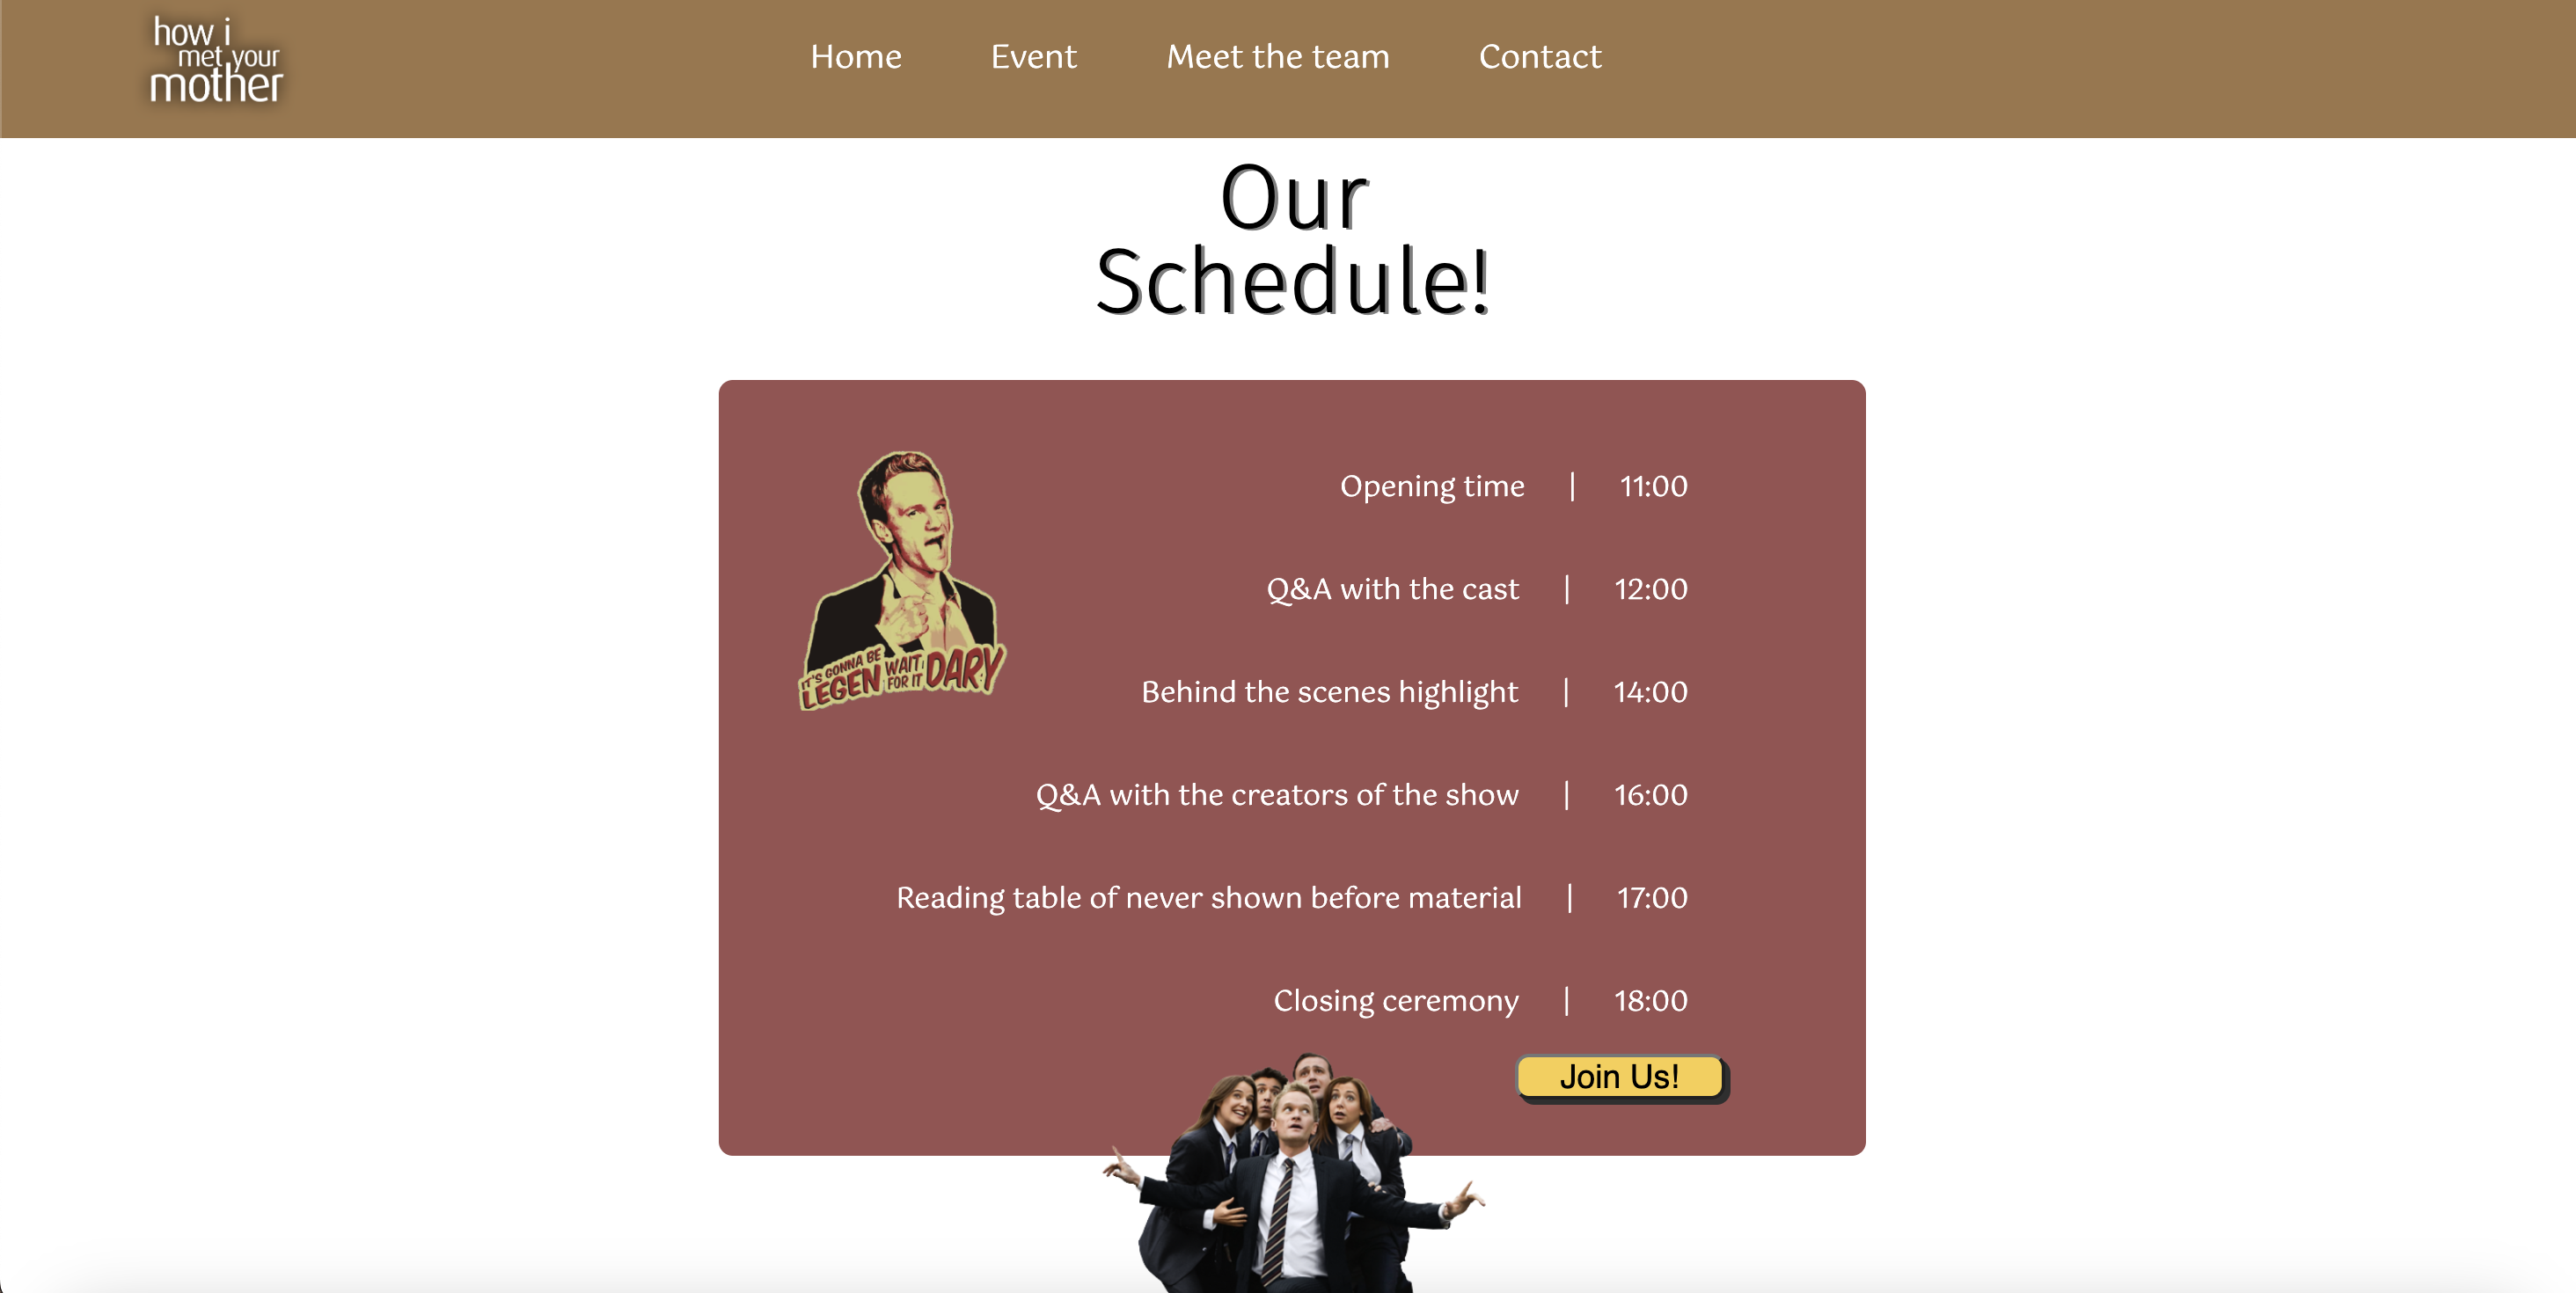 how i
met your
mother
Home Event Meet the team Contact
Our
Schedule!
Opening time | 11:00
Q&A with the cast | 12:00
IT'S GONNA BE
LEGEN WAIT, FOR IT DARY
Behind the scenes highlight | 14:00
Q&A with the creators of the show | 16:00
Reading table of never shown before material | 17:00
Closing ceremony | 18:00
Join Us!